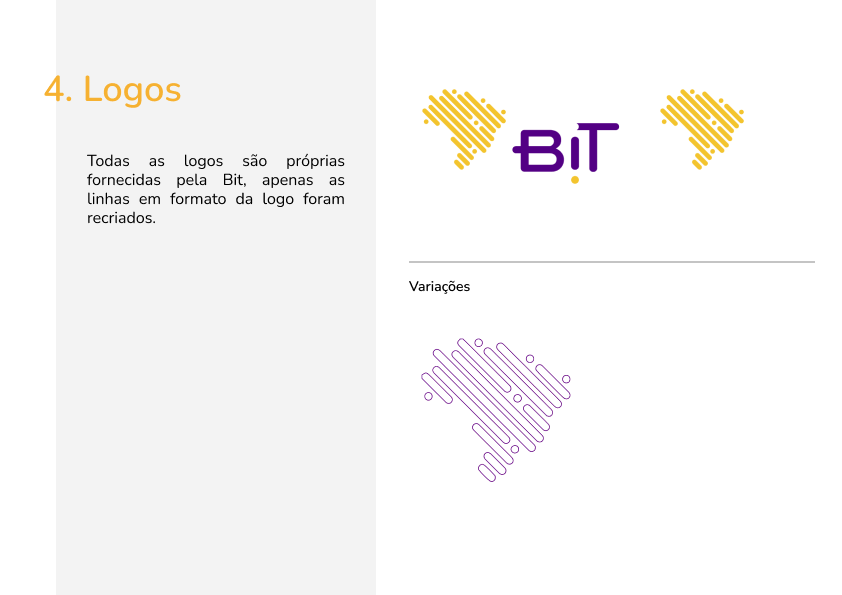 4. Logos
Todas as logos são próprias
fornecidas pela Bit, apenas as
linhas em formato da logo foram
recriados.
BiT
Variações